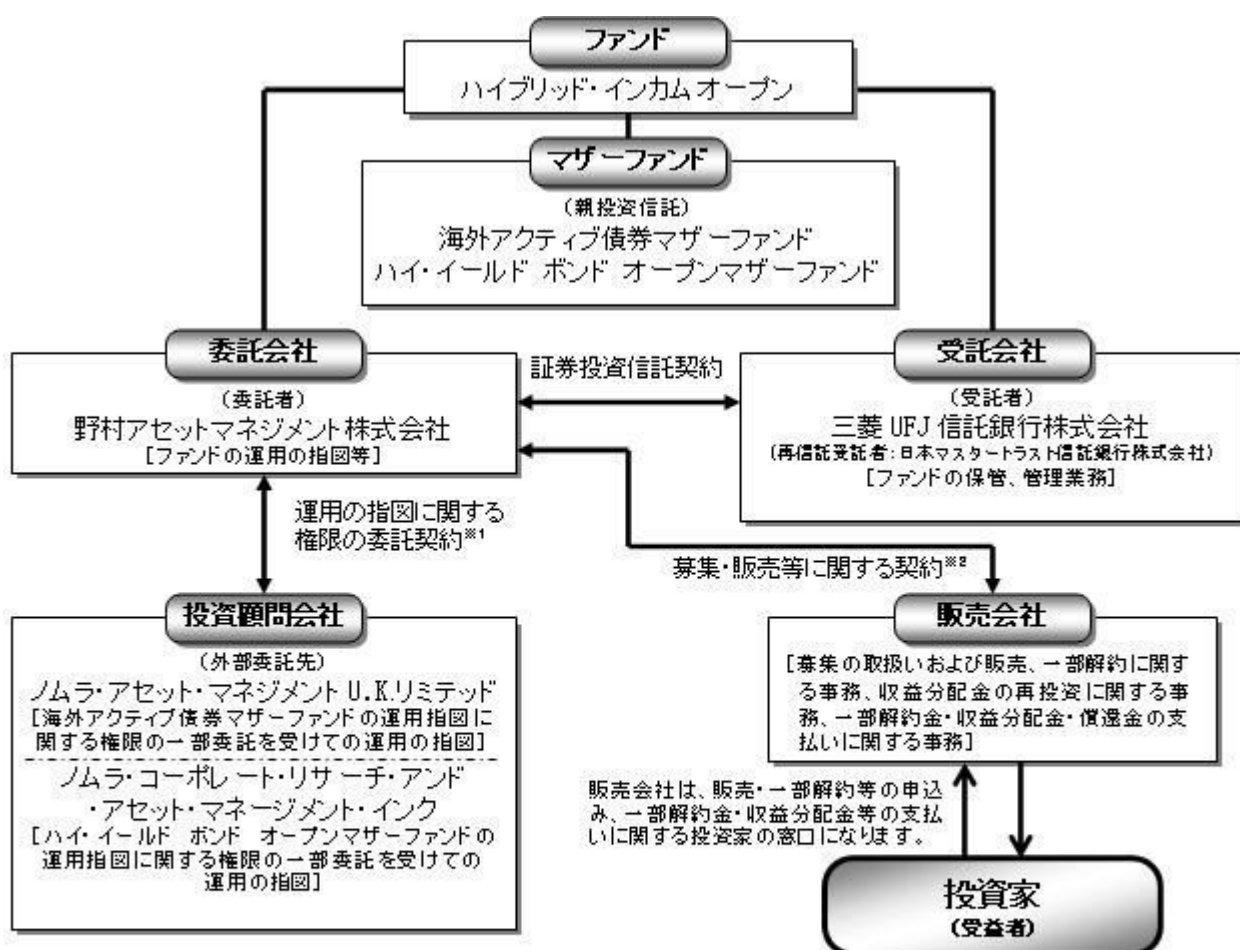 ファンド
ハイブリッド・インカムオープン
マザーファンド
(親投資信託)
海外アクティブ債券マザーファンド
ハイ・イールド ボンド オープンマザーファンド
委託会社
(委託者)
野村アセットマネジメント株式会社
[ファンドの運用の指図等]
証券投資信託契約
受託会社
(受託者)
三菱UFJ信託銀行株式会社
(再信託受託者:日本マスタートラスト信託銀行株式会社)
[ファンドの保管、管理業務]
運用の指図に関する
権限の委託契約※1
募集・販売等に関する契約※2
投資顧問会社
(外部委託先)
ノムラ・アセット・マネジメントU.K.リミテッド
[海外アクティブ債券マザーファンドの運用指図に
関する権限の一部委託を受けての運用の指図]
ノムラ・コーポレート・リサーチ・アンド
・アセット・マネージメント・インク
[ハイ・イールド ボンド オープンマザーファンドの
運用指図に関する権限の一部委託を受けての
運用の指図]
販売会社
[募集の取扱いおよび販売、一部解約に関す
る事務、収益分配金の再投資に関する事
務、一部解約金・収益分配金・償還金の支
払いに関する事務]
販売会社は、販売・一部解約等の申込
み、一部解約金・収益分配金等の支払
いに関する投資家の窓口になります。
投資家
(受益者)